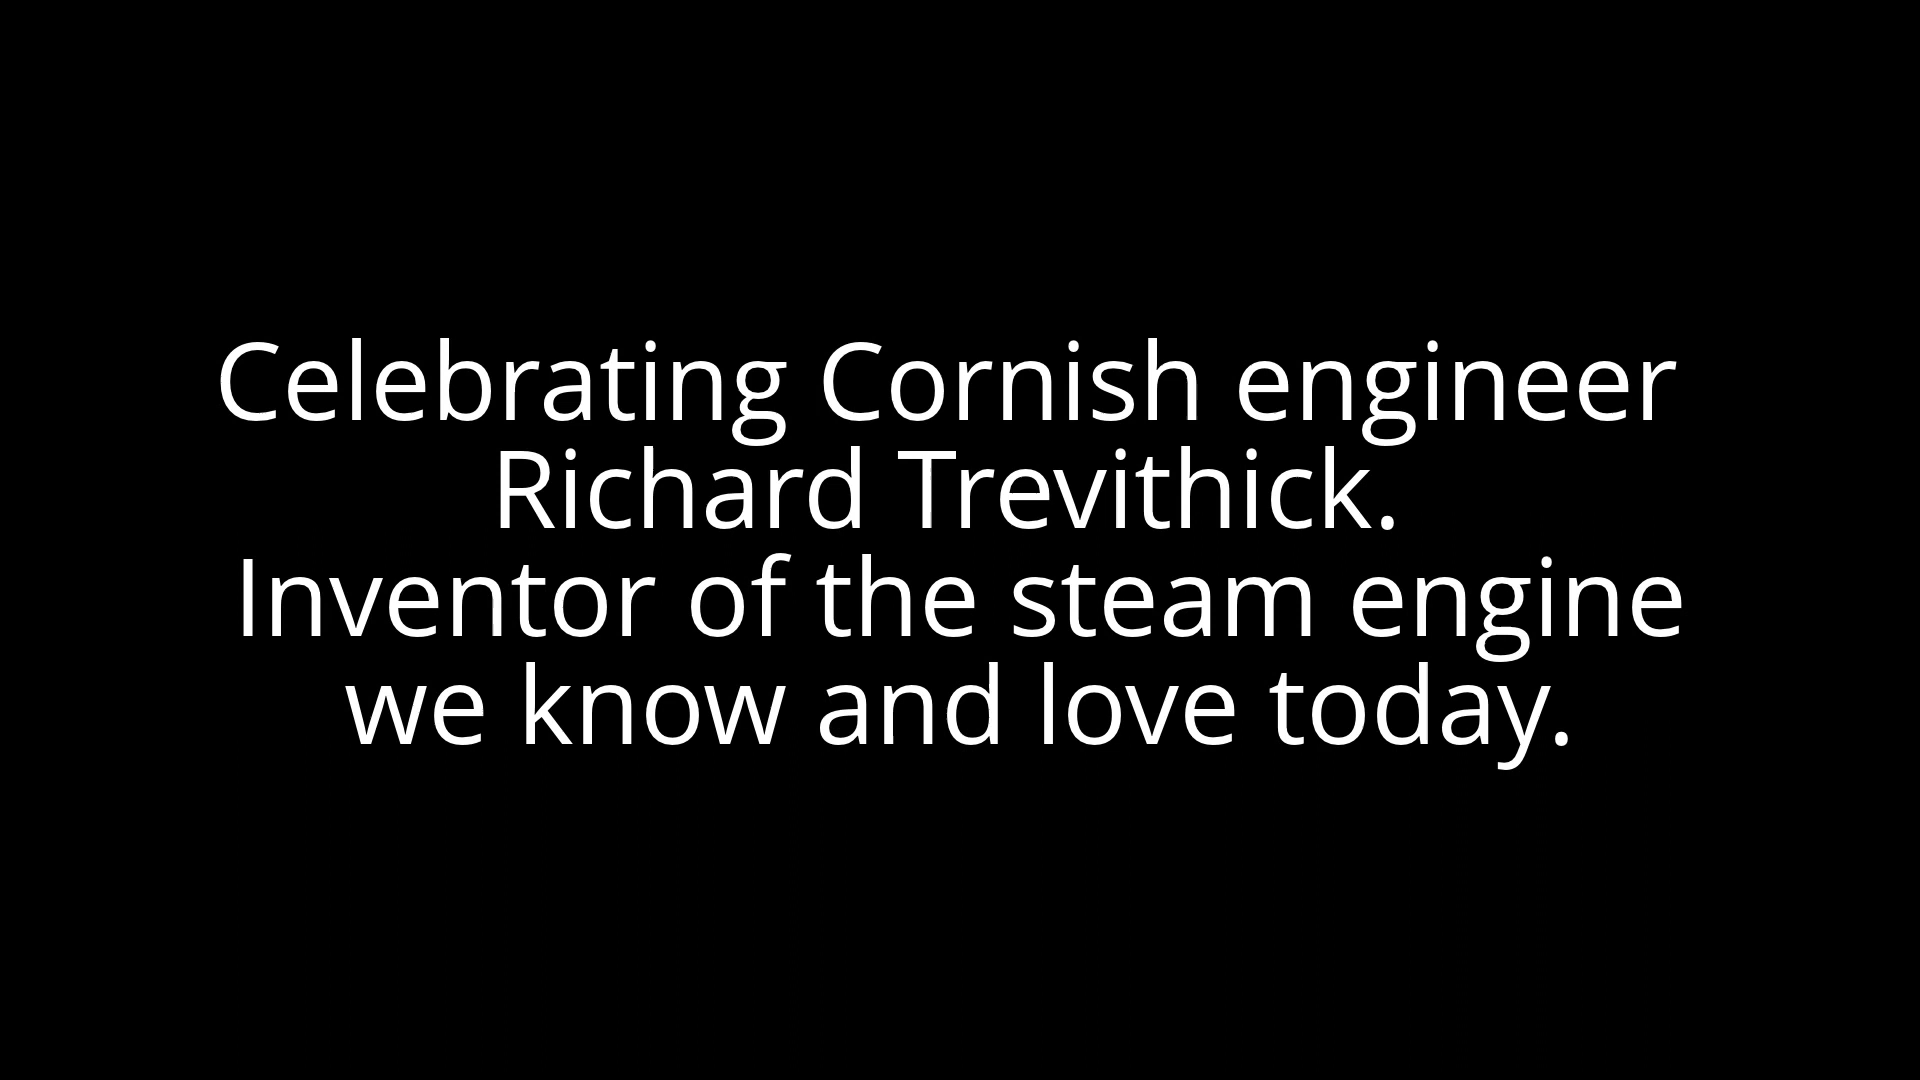 Celebrating Cornish engineer
Richard Trevithick.
Inventor of the steam engine
we know and love today.